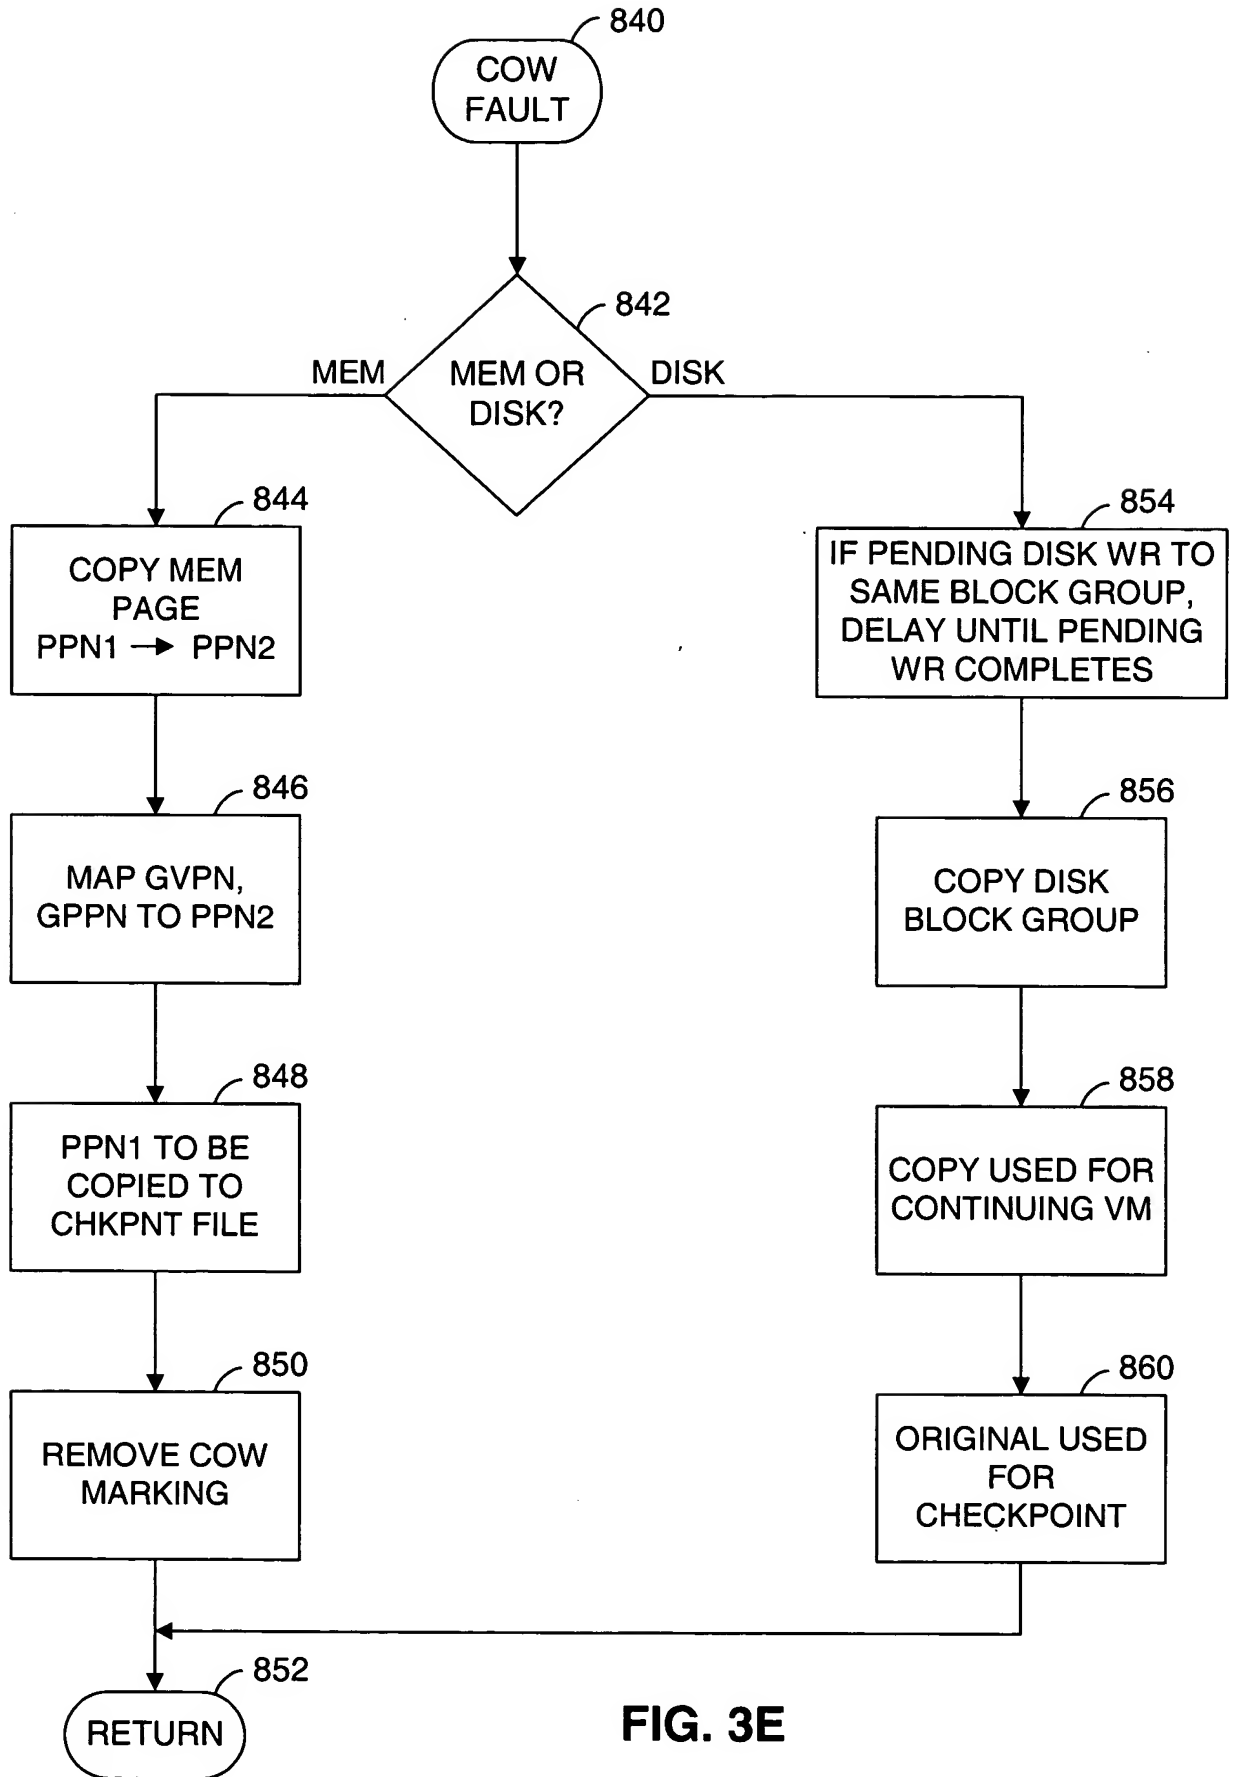 840
COW
FAULT
842
MEM
MEM OR
DISK?
DISK
844
COPY MEM
PAGE
PPN1 → PPN2
846
MAP GVPN,
GPPN TO PPN2
848
PPN1 TO BE
COPIED TO
CHKPNT FILE
850
REMOVE COW
MARKING
854
IF PENDING DISK WR TO
SAME BLOCK GROUP,
DELAY UNTIL PENDING
WR COMPLETES
856
COPY DISK
BLOCK GROUP
858
COPY USED FOR
CONTINUING VM
860
ORIGINAL USED
FOR
CHECKPOINT
852
RETURN
FIG. 3E